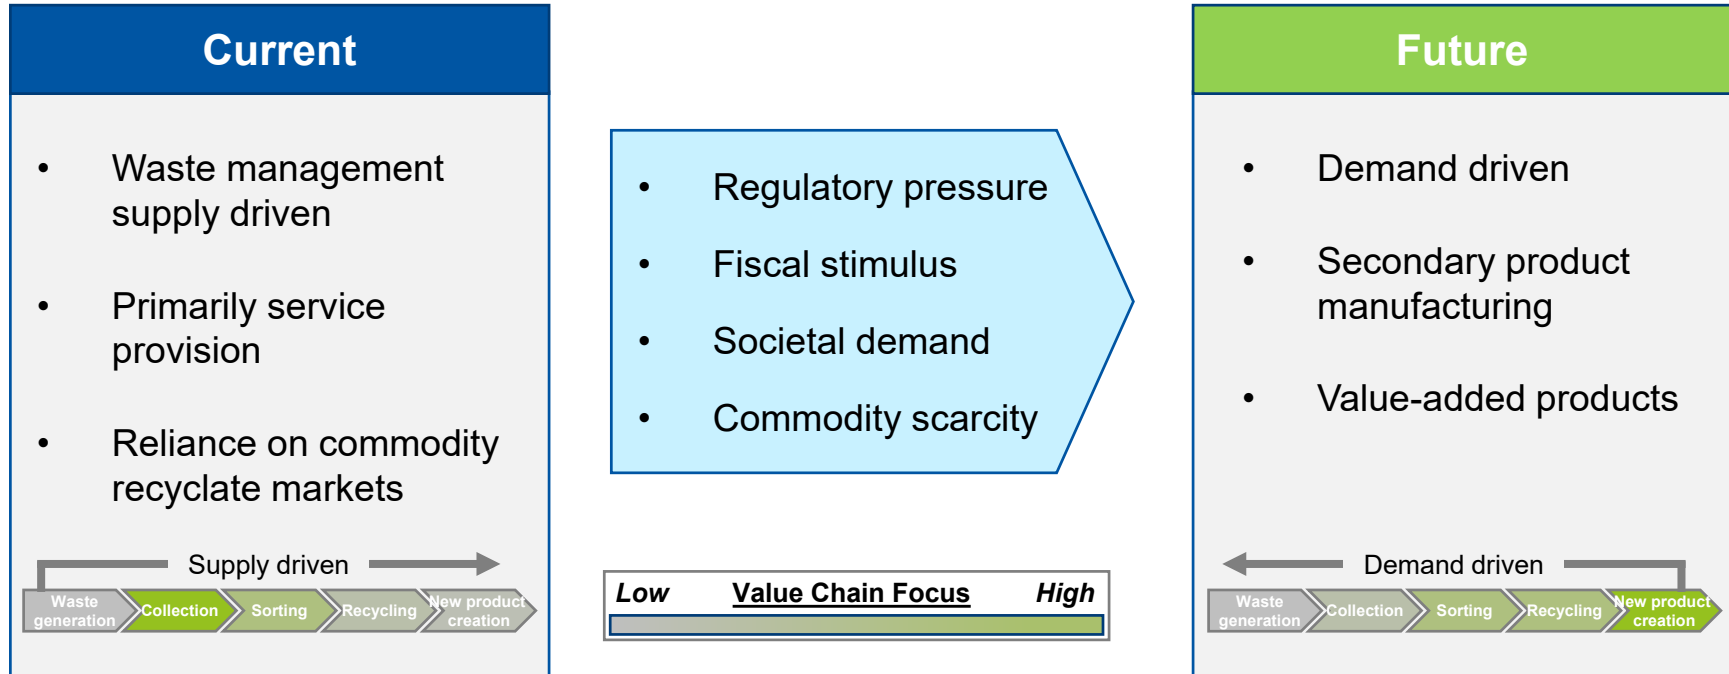 Current
• Waste management
supply driven
• Primarily service
provision
• Reliance on commodity
recyclate markets
Supply driven
Waste
generation
Collection
Sorting
Recycling
New product
creation
• Regulatory pressure
• Fiscal stimulus
• Societal demand
• Commodity scarcity
Low Value Chain Focus High
Future
• Demand driven
• Secondary product
manufacturing
• Value-added products
Demand driven
Waste
generation
Collection
Sorting
Recycling
New product
creation